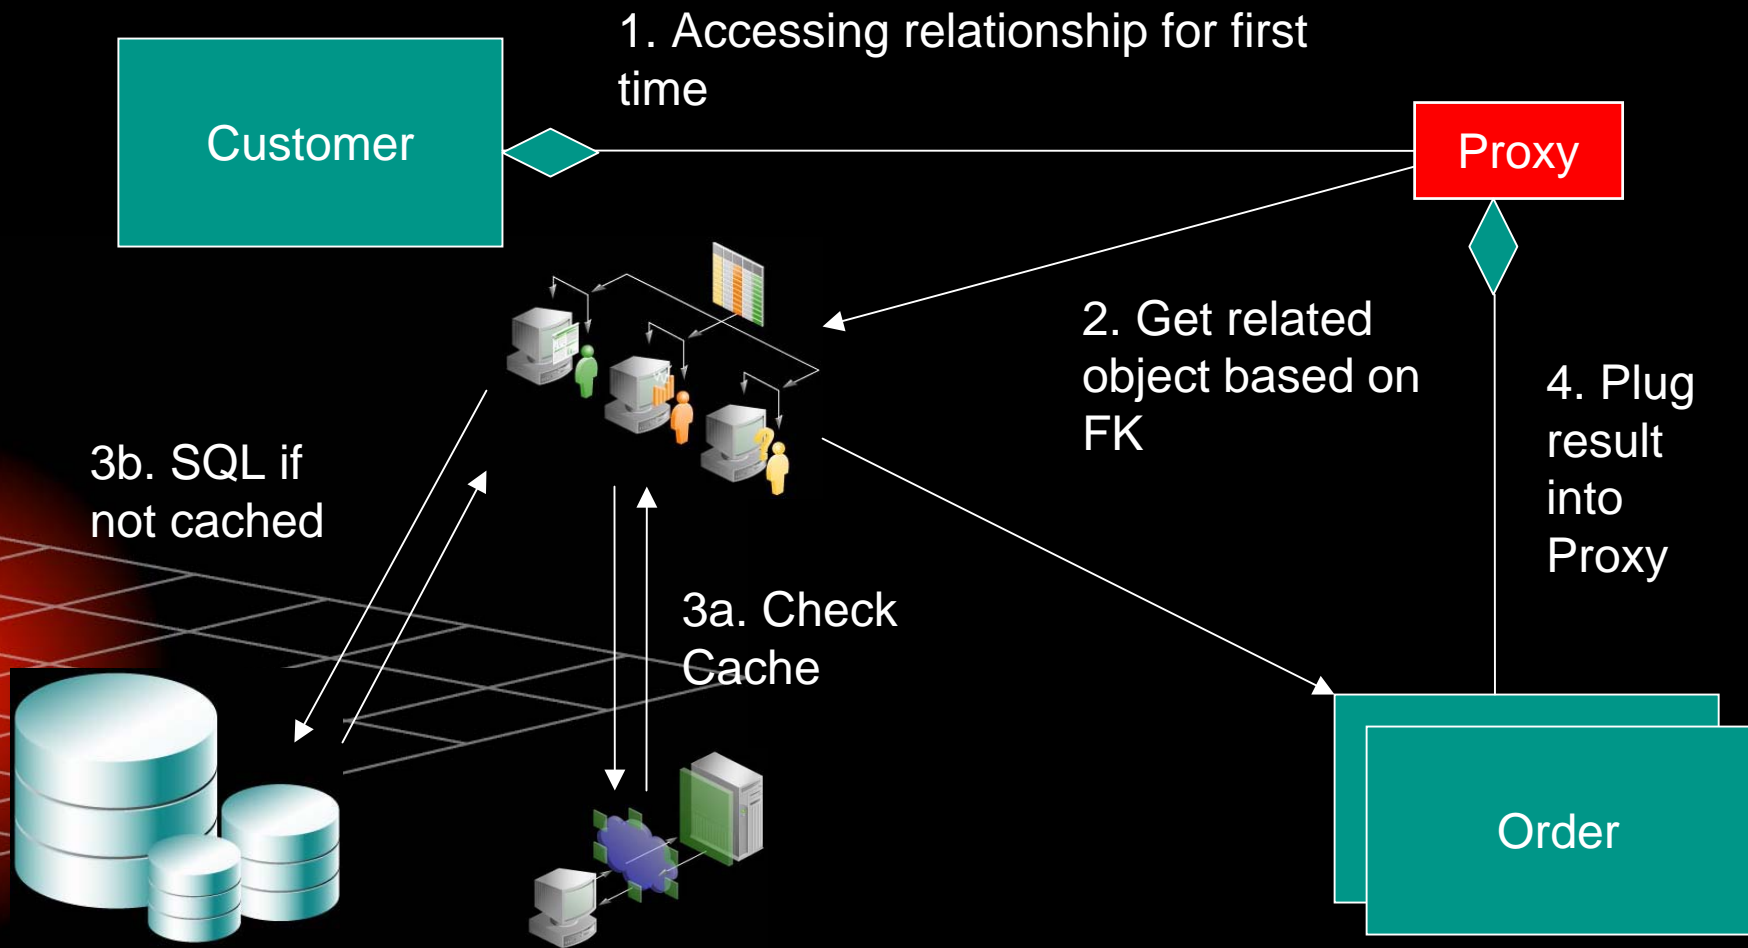 1. Accessing relationship for first
time
Customer
Proxy
2. Get related
object based on
FK
4. Plug
result
into
Proxy
3b. SQL if
not cached
3a. Check
Cache
Order